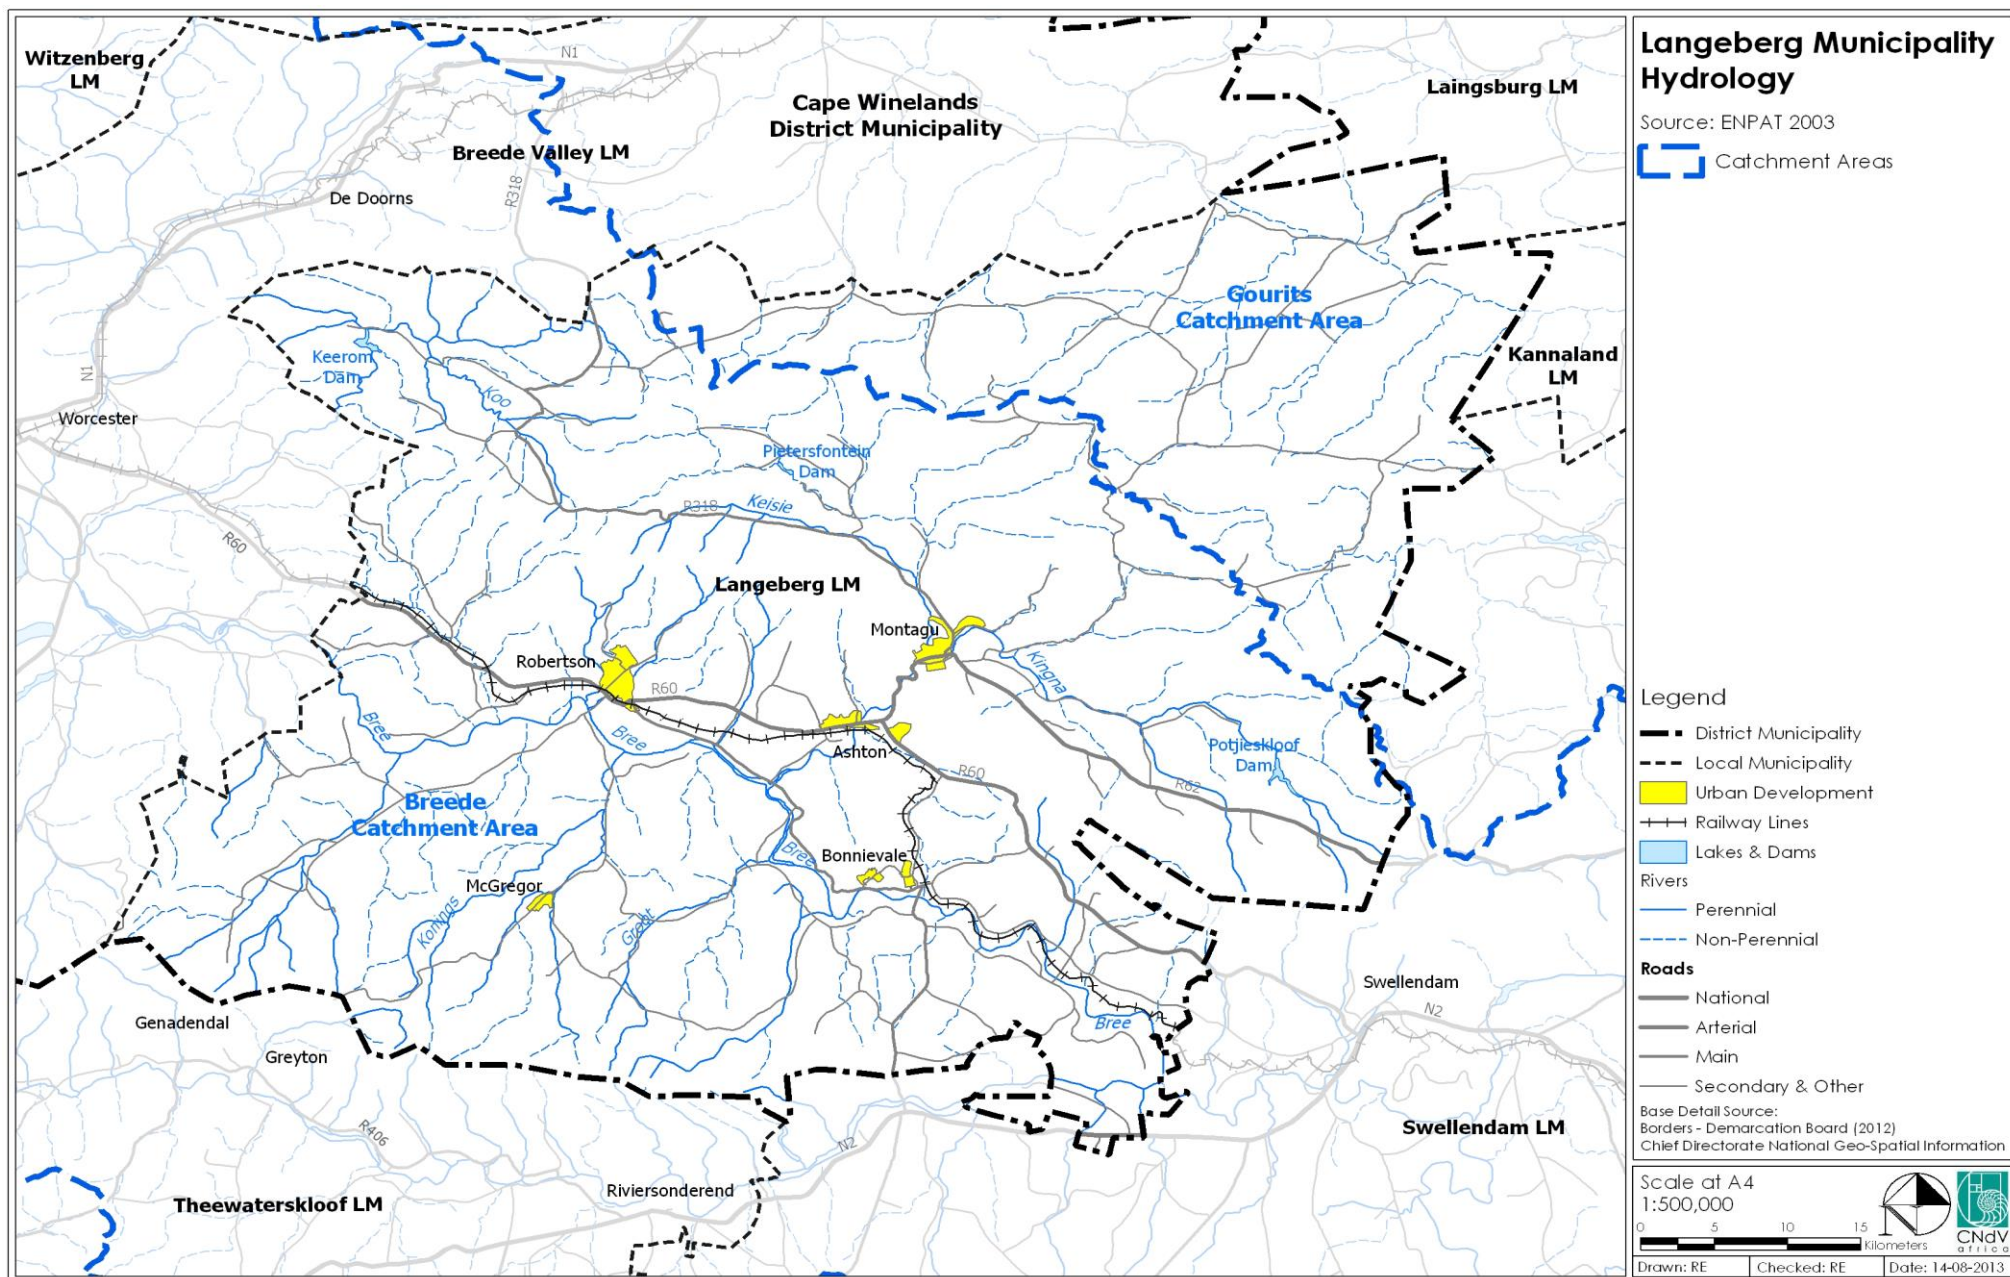 Langeberg Municipality
Hydrology
Source: ENPAT 2003
Catchment Areas
Witzenberg
LM
N1
Cape Winelands
District Municipality
Laingsburg LM
Breede Valley LM
R318
De Doorns
Gourits
Catchment Area
Kannaland
LM
Keerom
Dam
N1
Koo
Worcester
Pietersfontein
Dam
R318
Keisie
R60
Langeberg LM
Montagu
Robertson
Kingna
R60
Bree
Bree
Ashton
Potjieskloof
Dam
R60
R62
Breede
Catchment Area
Bree
Bonnievale
McGregor
Konings
Groot
Swellendam
N2
Genadendal
Bree
Greyton
R406
N2
Swellendam LM
Riviersonderend
Theewaterskloof LM
Legend
District Municipality
Local Municipality
Urban Development
Railway Lines
Lakes & Dams
Rivers
Perennial
Non-Perennial
Roads
National
Arterial
Main
Secondary & Other
Base Detail Source:
Borders - Demarcation Board (2012)
Chief Directorate National Geo-Spatial Information
Scale at A4
1:500,000
0 5 10 15
Kilometers
CNdV
africa
Drawn: RE
Checked: RE
Date: 14-08-2013